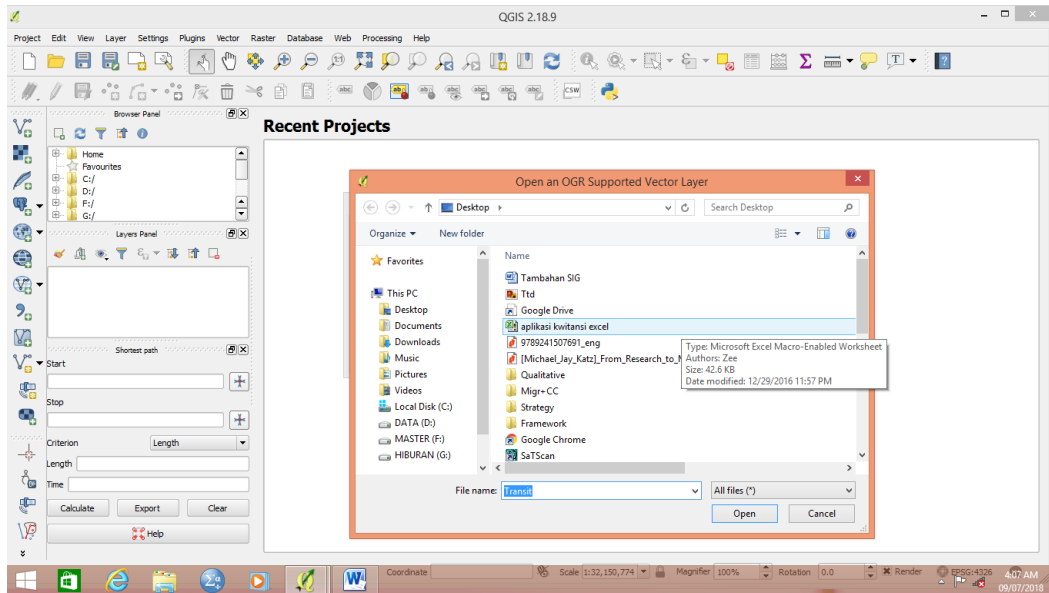 QGIS 2.18.9
Project Edit View Layer Settings Plugins Vector Raster Database Web Processing Help
CSW
Browser Panel
Home
Favourites
C:/
D:/
F:/
G:/
Layers Panel
Shortest path
Start
Stop
Criterion Length
Length
Time
Calculate Export Clear
Help
Recent Projects
Open an OGR Supported Vector Layer
Desktop
Search Desktop
Organize New folder
Favorites
This PC
Desktop
Documents
Downloads
Music
Pictures
Videos
Local Disk (C:)
DATA (D:)
MASTER (F:)
HIBURAN (G:)
Name
Tambahan SIG
Ttd
Google Drive
aplikasi kwitansi excel
9789241507691_eng
[Michael_Jay_Katz]_From_Research_to_
Qualitative
Migr+CC
Strategy
Framework
Google Chrome
SaTScan
Type: Microsoft Excel Macro-Enabled Worksheet
Authors: Zee
Size: 42.6 KB
Date modified: 12/29/2016 11:57 PM
File name: Transit All files (*)
Open Cancel
Coordinate Scale 1:32,150,774 Magnifier 100% Rotation 0.0 Render EPSG:4326
4:07 AM
09/07/2018